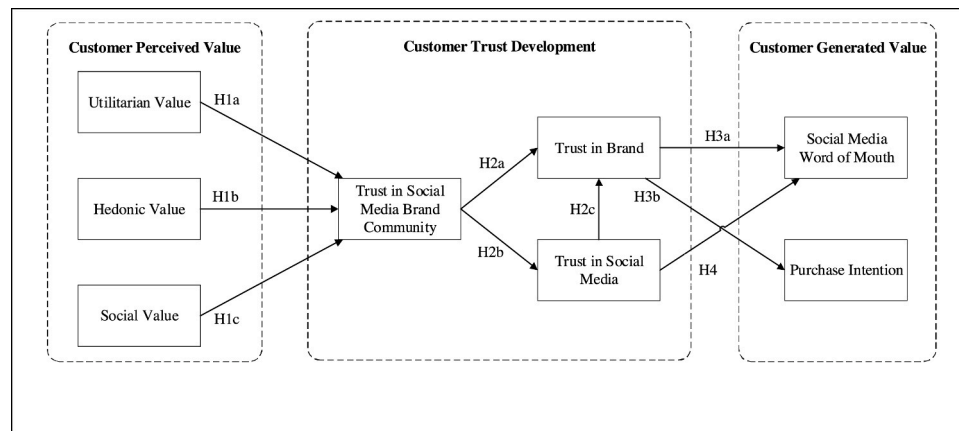 Customer Perceived Value
Customer Trust Development
Customer Generated Value
Utilitarian Value
H1a
Hedonic Value
H1b
Social Value
H1c
Trust in Social
Media Brand
Community
H2a
H2b
Trust in Brand
H2c
Trust in Social
Media
H3a
H3b
H4
Social Media
Word of Mouth
Purchase Intention